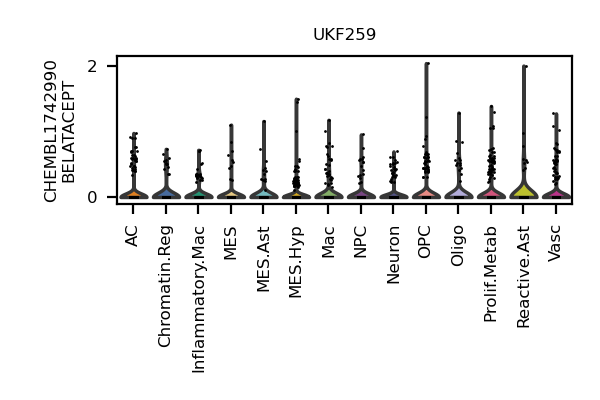 UKF259
CHEMBL1742990
BELATACEPT
2
0
AC
Chromatin.Reg
Inflammatory.Mac
MES
MES.Ast
MES.Hyp
Mac
NPC
Neuron
OPC
Oligo
Prolif.Metab
Reactive.Ast
Vasc